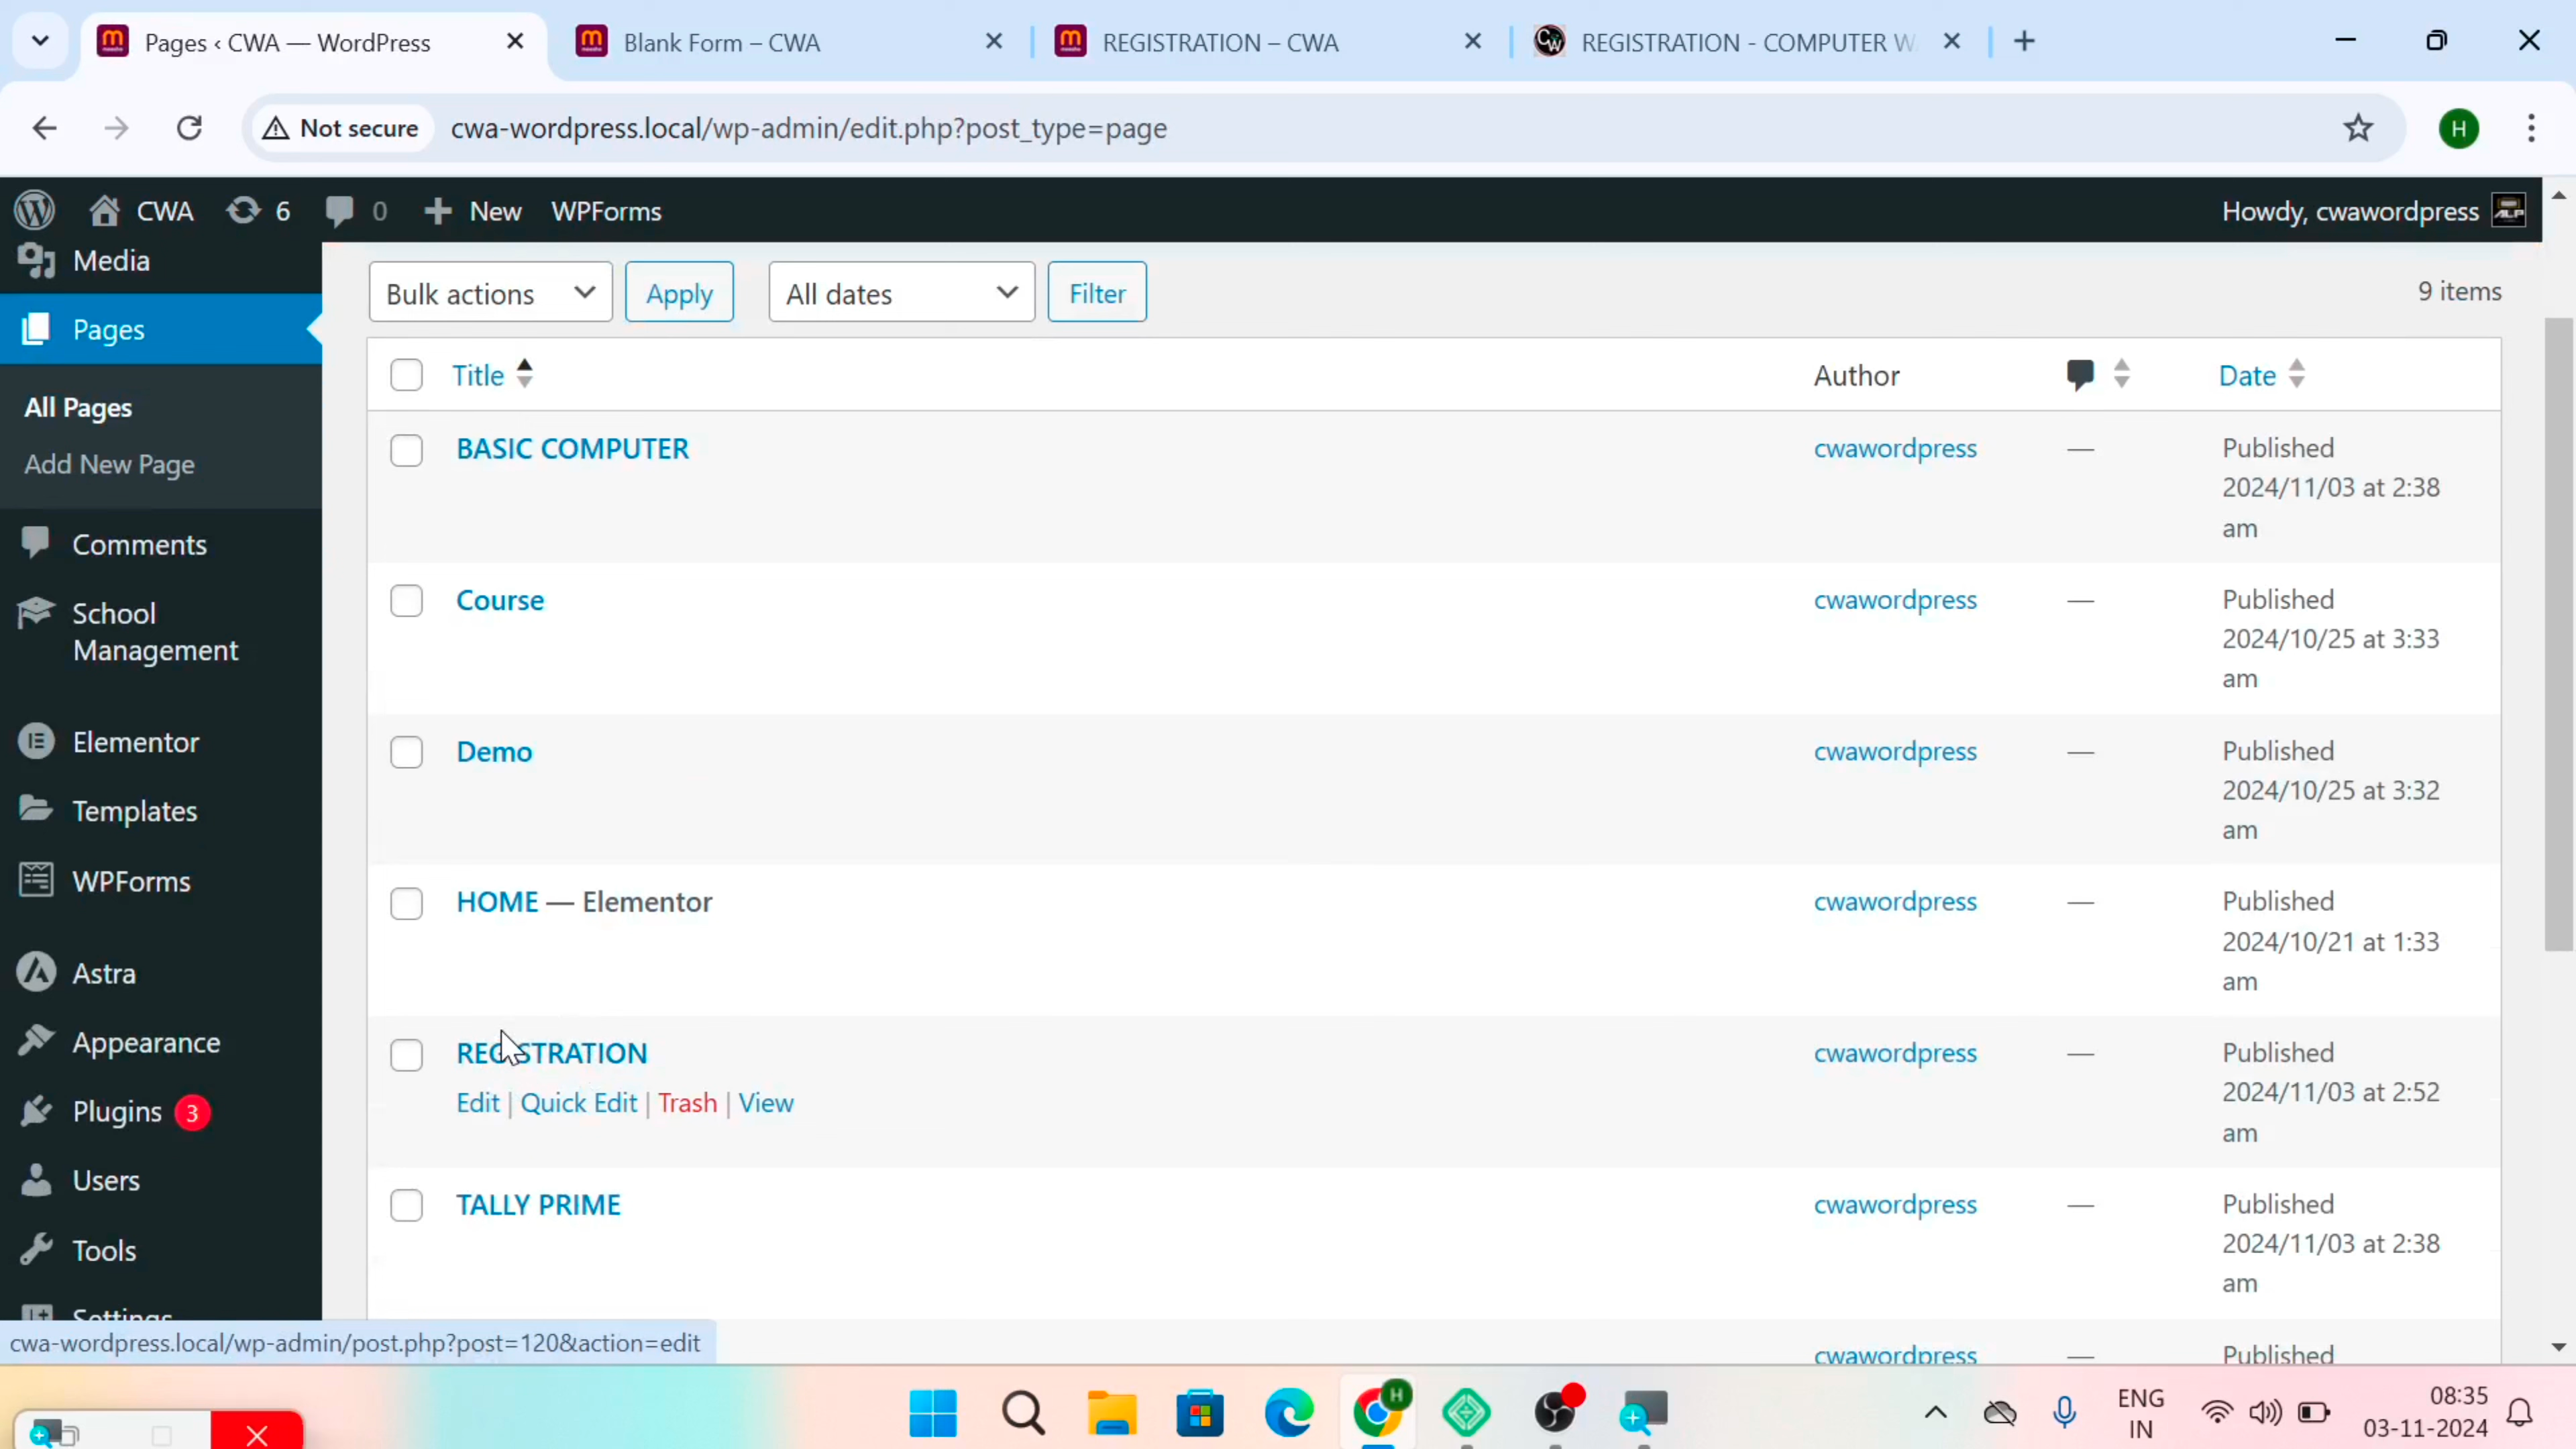 Pages ‹ CWA — WordPress
Blank Form – CWA
REGISTRATION – CWA
REGISTRATION - COMPUTER W
Not secure
cwa-wordpress.local/wp-admin/edit.php?post_type=page
H
CWA
6
0
New
WPForms
Howdy, cwawordpress
Media
Pages
All Pages
Add New Page
Comments
School
Management
Elementor
Templates
WPForms
Astra
Appearance
Plugins 3
Users
Tools
Settings
Bulk actions
Apply
All dates
Filter
9 items
Title
Author
Date
BASIC COMPUTER
cwawordpress
—
Published
2024/11/03 at 2:38
am
Course
cwawordpress
—
Published
2024/10/25 at 3:33
am
Demo
cwawordpress
—
Published
2024/10/25 at 3:32
am
HOME — Elementor
cwawordpress
—
Published
2024/10/21 at 1:33
am
REGISTRATION
Edit | Quick Edit | Trash | View
cwawordpress
—
Published
2024/11/03 at 2:52
am
TALLY PRIME
cwawordpress
—
Published
2024/11/03 at 2:38
am
cwawordpress
—
Published
cwa-wordpress.local/wp-admin/post.php?post=120&action=edit
H
ENG
IN
08:35
03-11-2024